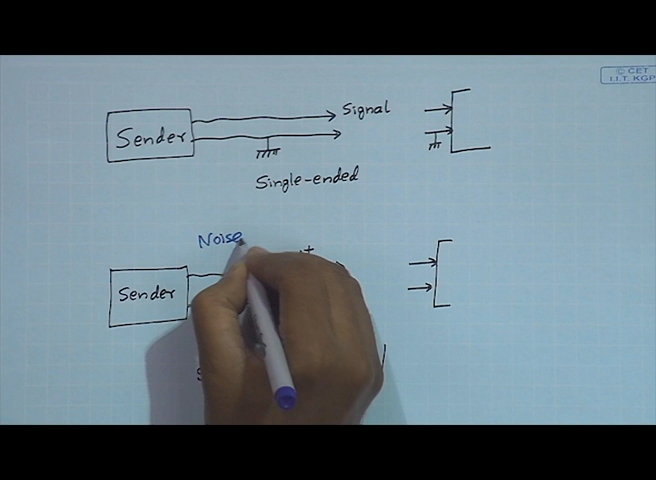 © CET
I.I.T. KGP
Signal
Sender
Single-ended
Noise
+
Sender